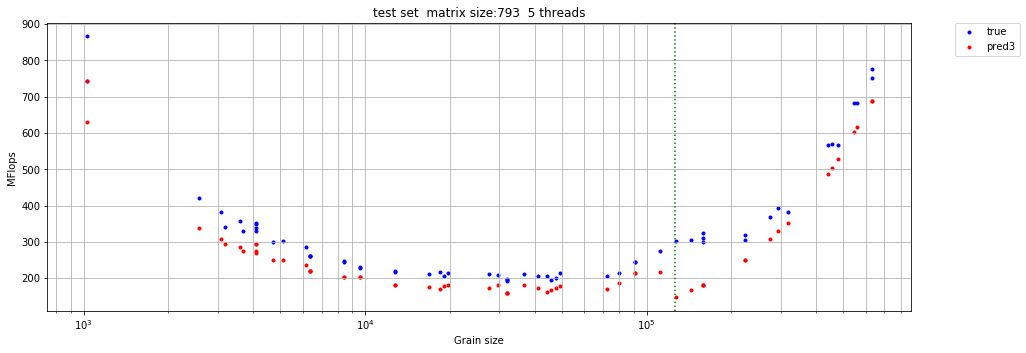 test set  matrix size:793  5 threads
900
800
700
600
500
400
300
200
MFlops
10³
10⁴
10⁵
Grain size
true
pred3